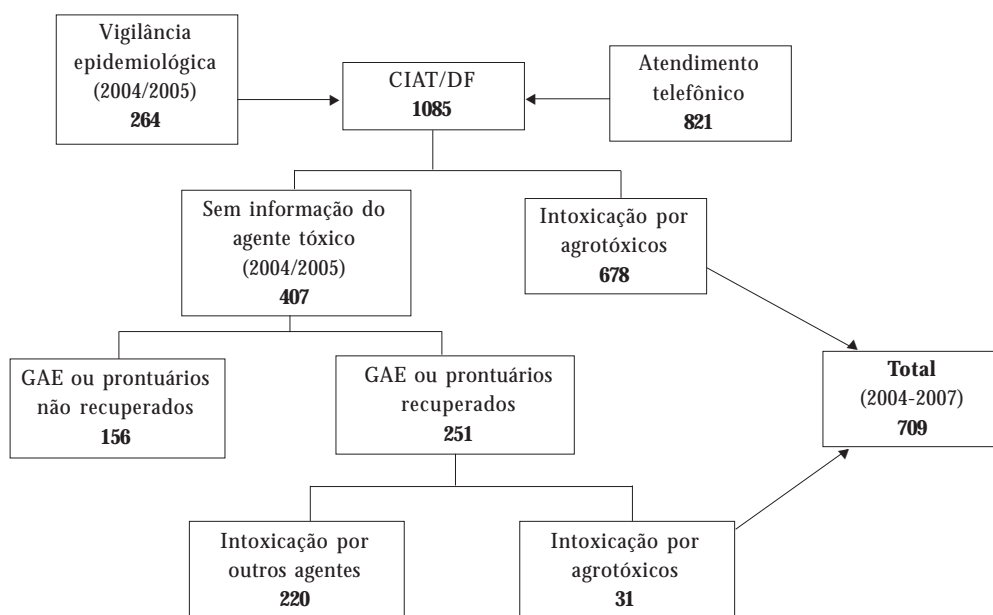 Vigilância
epidemiológica
(2004/2005)
264
CIAT/DF
1085
Atendimento
telefônico
821
Sem informação do
agente tóxico
(2004/2005)
407
Intoxicação por
agrotóxicos
678
GAE ou prontuários
não recuperados
156
GAE ou prontuários
recuperados
251
Total
(2004-2007)
709
Intoxicação por
outros agentes
220
Intoxicação por
agrotóxicos
31